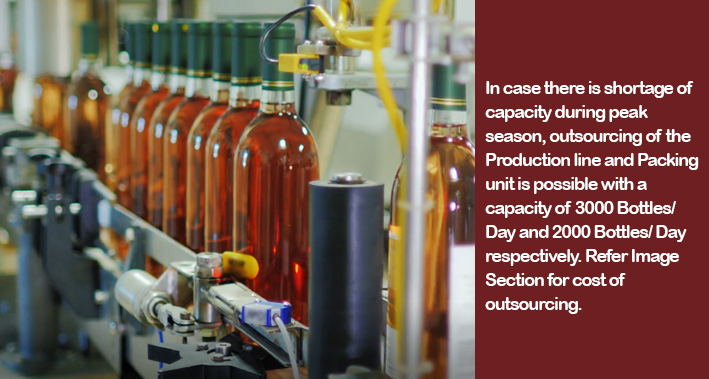 In case there is shortage of
capacity during peak
season, outsourcing of the
Production line and Packing
unit is possible with a
capacity of 3000 Bottles/
Day and 2000 Bottles/ Day
respectively. Refer Image
Section for cost of
outsourcing.